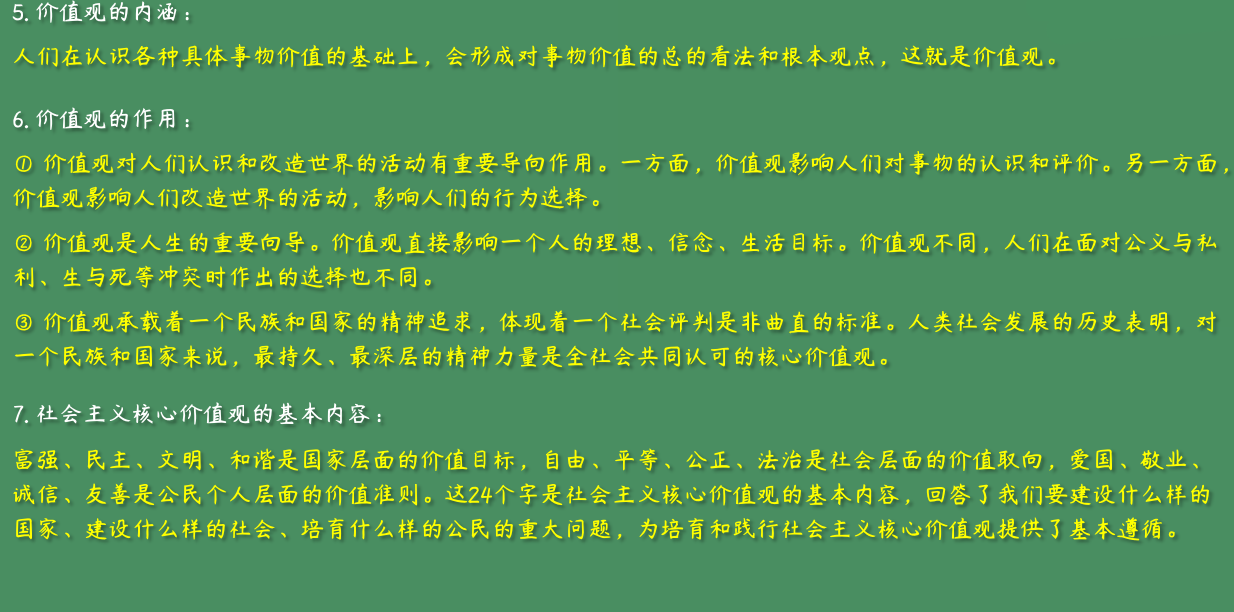 5. 价值观的内涵：
人们在认识各种具体事物价值的基础上，会形成对事物价值的总的看法和根本观点，这就是价值观。
6. 价值观的作用：
① 价值观对人们认识和改造世界的活动有重要导向作用。一方面，价值观影响人们对事物的认识和评价。另一方面，
价值观影响人们改造世界的活动，影响人们的行为选择。
② 价值观是人生的重要向导。价值观直接影响一个人的理想、信念、生活目标。价值观不同，人们在面对公义与私
利、生与死等冲突时作出的选择也不同。
③ 价值观承载着一个民族和国家的精神追求，体现着一个社会评判是非曲直的标准。人类社会发展的历史表明，对
一个民族和国家来说，最持久、最深层的精神力量是全社会共同认可的核心价值观。
7. 社会主义核心价值观的基本内容：
富强、民主、文明、和谐是国家层面的价值目标，自由、平等、公正、法治是社会层面的价值取向，爱国、敬业、
诚信、友善是公民个人层面的价值准则。这24个字是社会主义核心价值观的基本内容，回答了我们要建设什么样的
国家、建设什么样的社会、培育什么样的公民的重大问题，为培育和践行社会主义核心价值观提供了基本遵循。